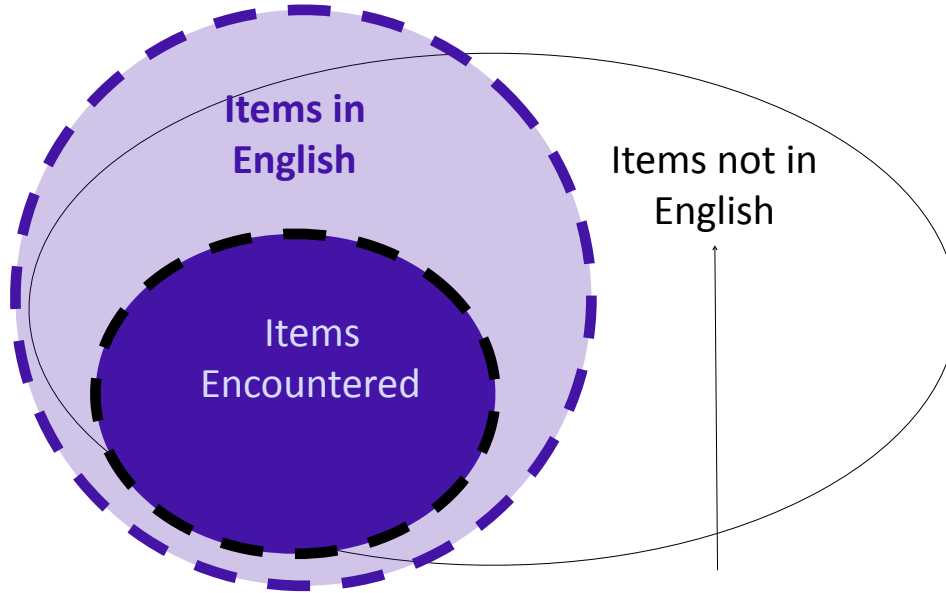 Items in
English
Items not in
English
Items
Encountered